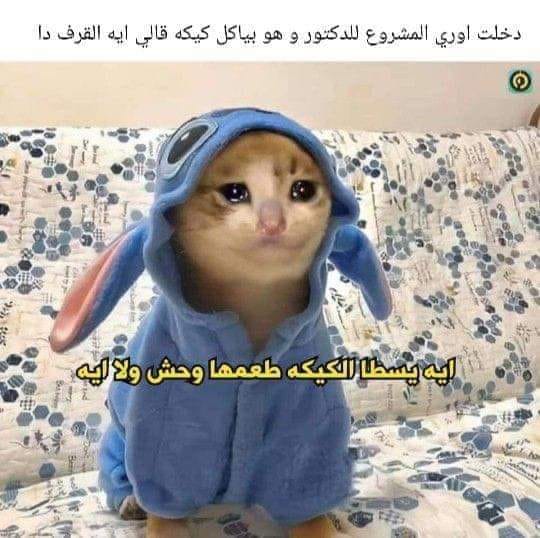 دخلت اوري المشروع للدكتور و هو بياكل كيكه قالي ايه القرف دا
ايه يسطا الكيكه طعمها وحش ولا ايه